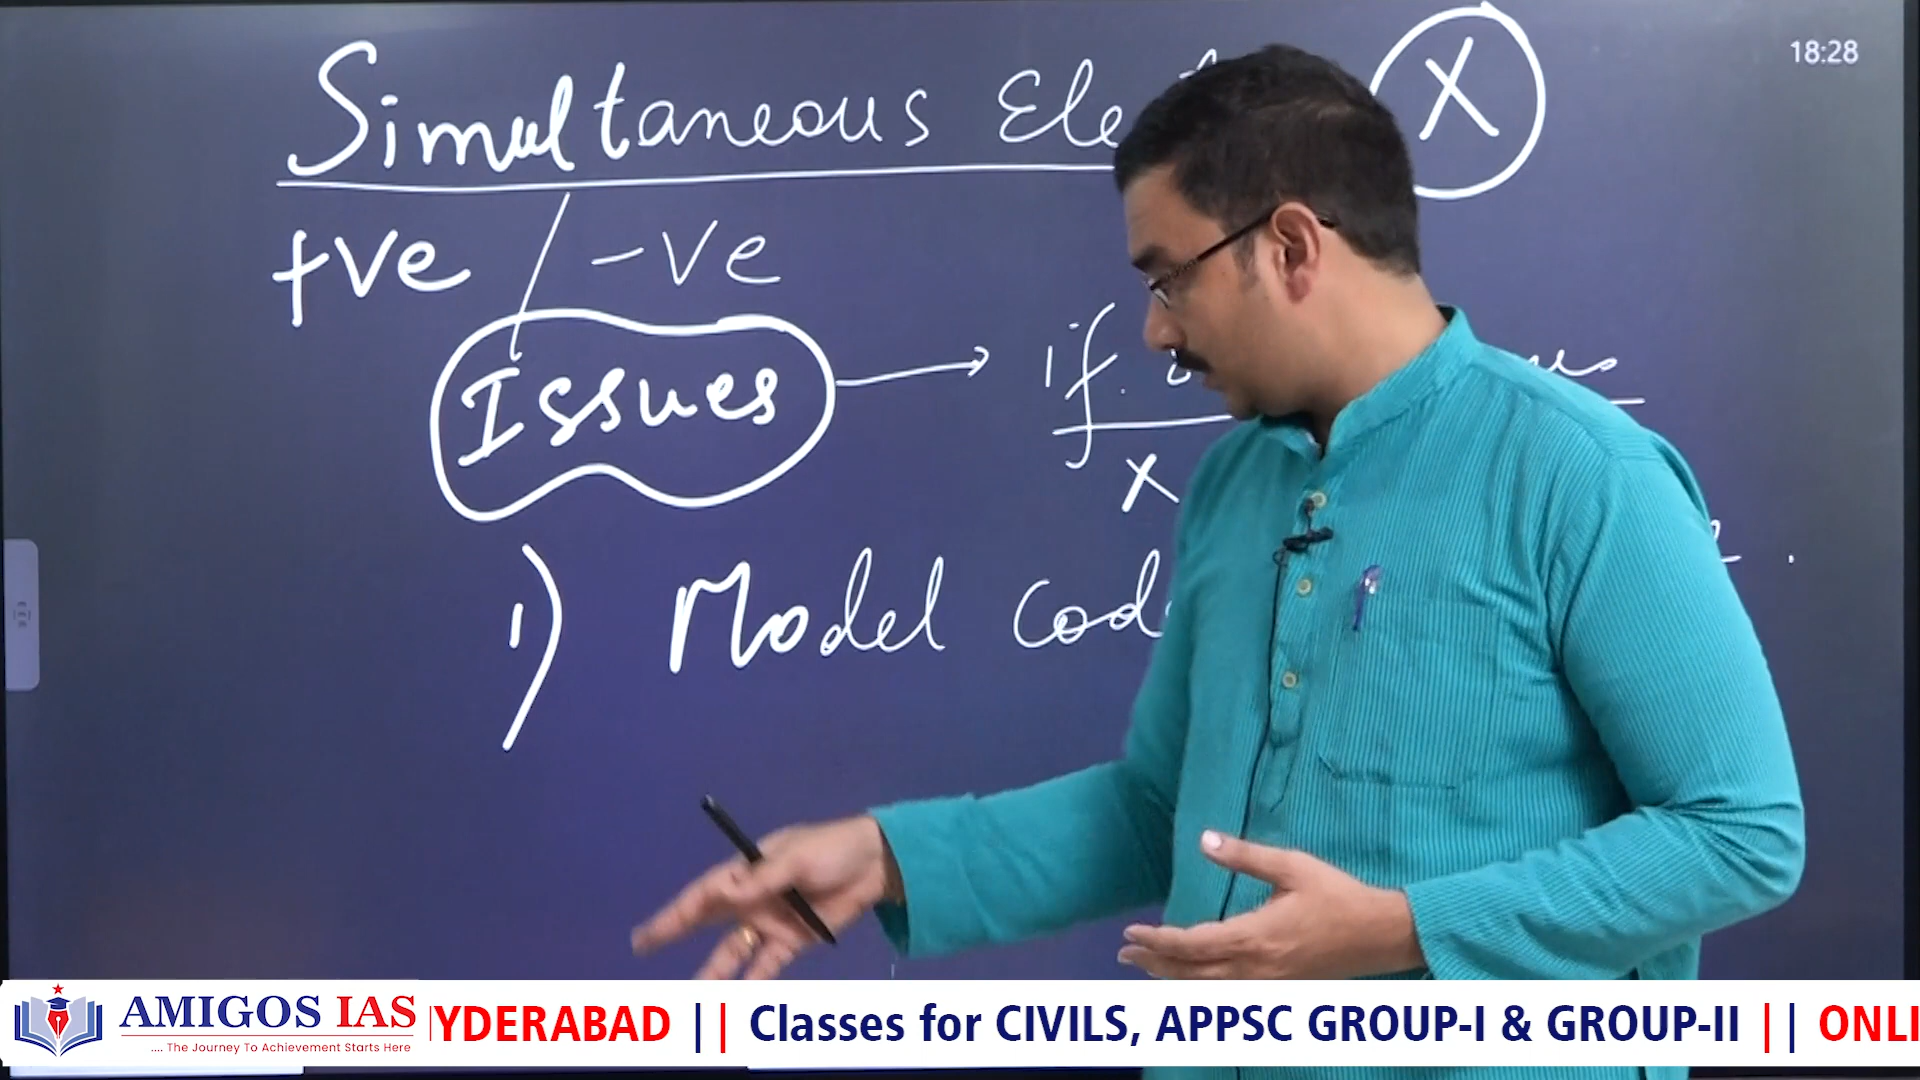 18:28
Simultaneous Ele
X
+ve / -ve
Issues → if
X
1) Model cod
AMIGOS IAS
.... The Journey To Achievement Starts Here
YDERABAD || Classes for CIVILS, APPSC GROUP-I & GROUP-II || ONLI